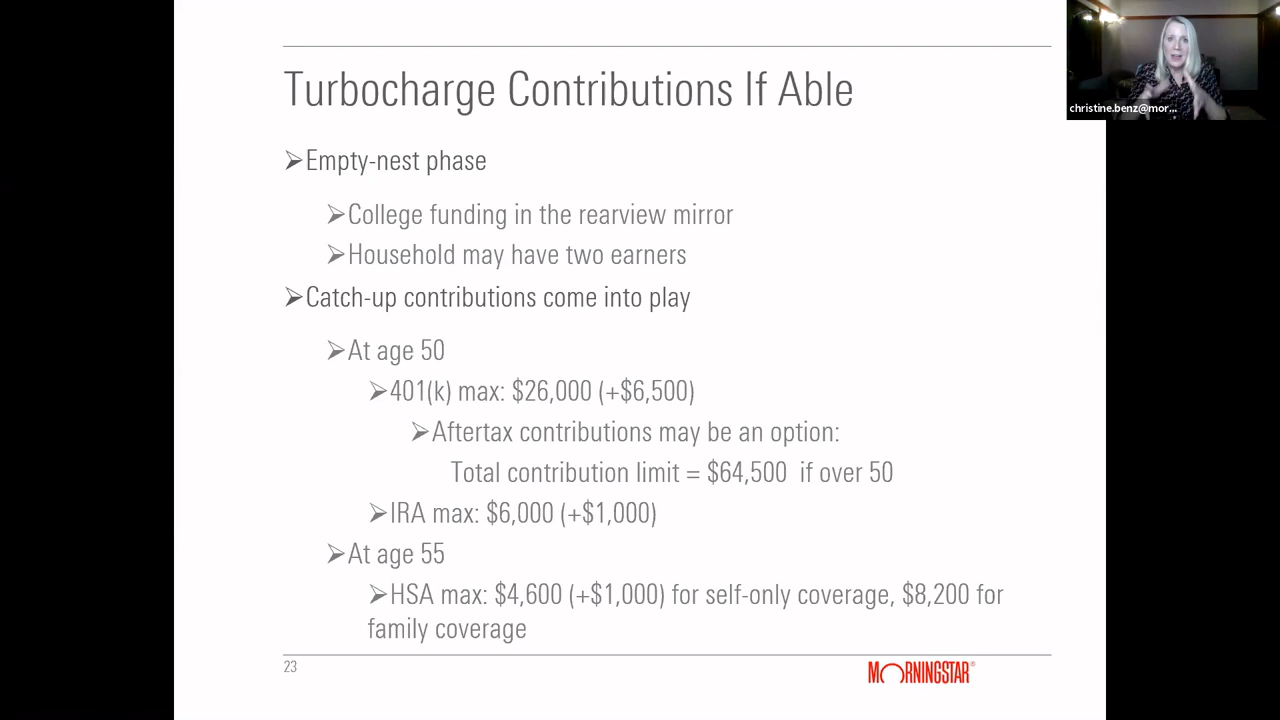 Turbocharge Contributions If Able
christine.benz@mor...
➢Empty-nest phase
➢College funding in the rearview mirror
➢Household may have two earners
➢Catch-up contributions come into play
➢At age 50
➢401(k) max: $26,000 (+$6,500)
➢Aftertax contributions may be an option:
Total contribution limit = $64,500 if over 50
➢IRA max: $6,000 (+$1,000)
➢At age 55
➢HSA max: $4,600 (+$1,000) for self-only coverage, $8,200 for
family coverage
23
MORNINGSTAR®